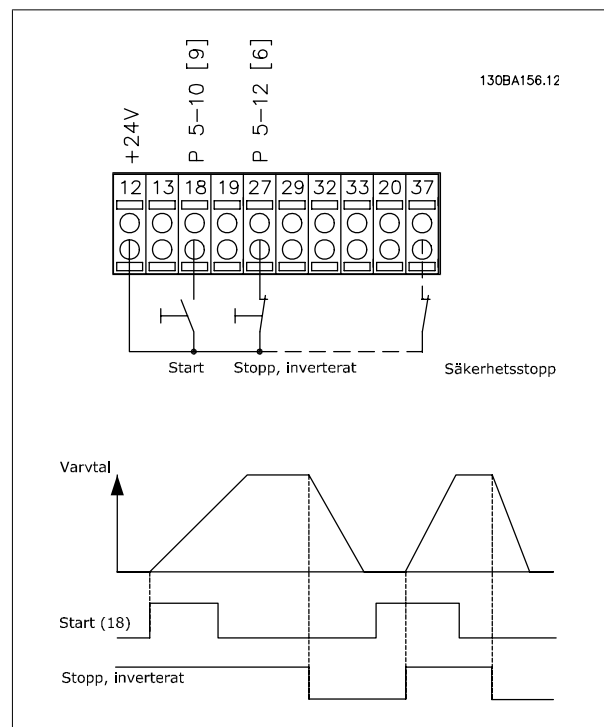 130BA156.12
+24V
P 5-10 [9]
P 5-12 [6]
12 13 18 19 27 29 32 33 20 37
Start Stopp, inverterat Säkerhetsstopp
Varvtal
Start (18)
Stopp, inverterat